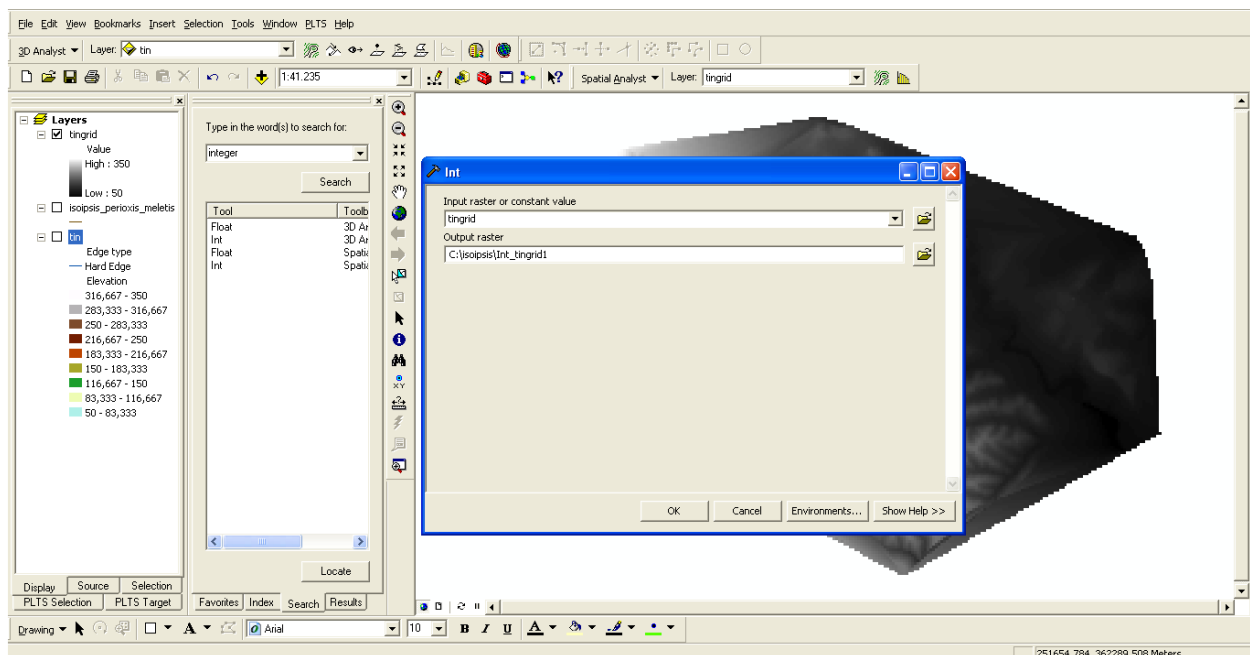 File Edit View Bookmarks Insert Selection Tools Window PLTS Help
3D Analyst Layer: tin
1:41.235 Spatial Analyst Layer: tingrid
Layers
tingrid
Value
High : 350
Low : 50
isoipsis_perioxis_meletis
tin
Edge type
Hard Edge
Elevation
316,667 - 350
283,333 - 316,667
250 - 283,333
216,667 - 250
183,333 - 216,667
150 - 183,333
116,667 - 150
83,333 - 116,667
50 - 83,333
Display Source Selection
PLTS Selection PLTS Target
Type in the word(s) to search for:
integer
Search
Tool Toolb
Float 3D Ar
Int 3D Ar
Float Spatia
Int Spatia
Locate
Favorites Index Search Results
XY
Int
Input raster or constant value
tingrid
Output raster
C:\isoipsis\Int_tingrid1
OK Cancel Environments... Show Help >>
Drawing A Arial 10 B I U A
251654,784 362289,508 Meters